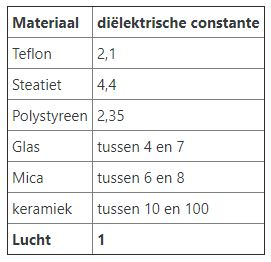 Materiaal diëlektrische constante
Teflon 2,1
Steatiet 4,4
Polystyreen 2,35
Glas tussen 4 en 7
Mica tussen 6 en 8
keramiek tussen 10 en 100
Lucht 1